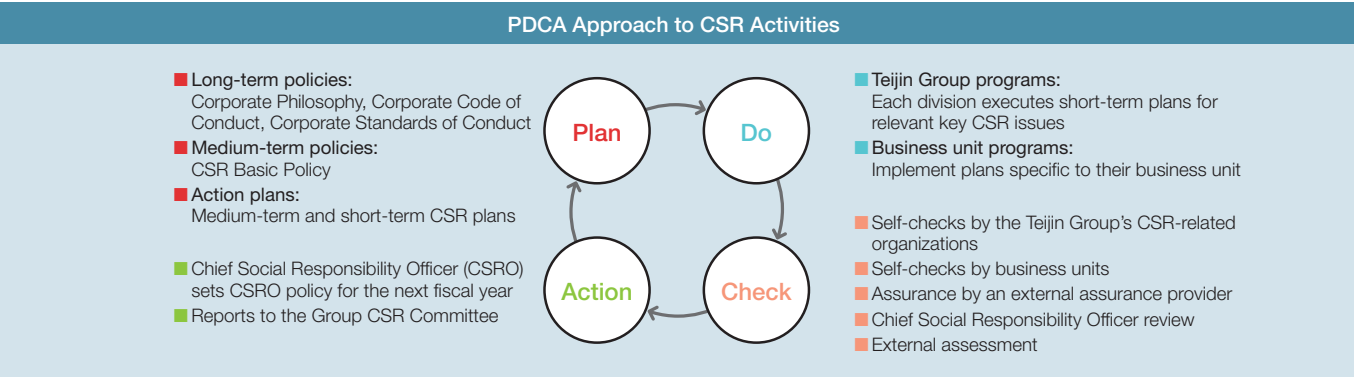 PDCA Approach to CSR Activities
Long-term policies:
Corporate Philosophy, Corporate Code of
Conduct, Corporate Standards of Conduct
Medium-term policies:
CSR Basic Policy
Action plans:
Medium-term and short-term CSR plans
Chief Social Responsibility Officer (CSRO)
sets CSRO policy for the next fiscal year
Reports to the Group CSR Committee
Plan
Do
Action
Check
Teijin Group programs:
Each division executes short-term plans for
relevant key CSR issues
Business unit programs:
Implement plans specific to their business unit
Self-checks by the Teijin Group's CSR-related
organizations
Self-checks by business units
Assurance by an external assurance provider
Chief Social Responsibility Officer review
External assessment